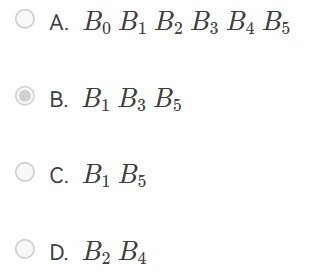 A. B₀ B₁ B₂ B₃ B₄ B₅
B. B₁ B₃ B₅
C. B₁ B₅
D. B₂ B₄